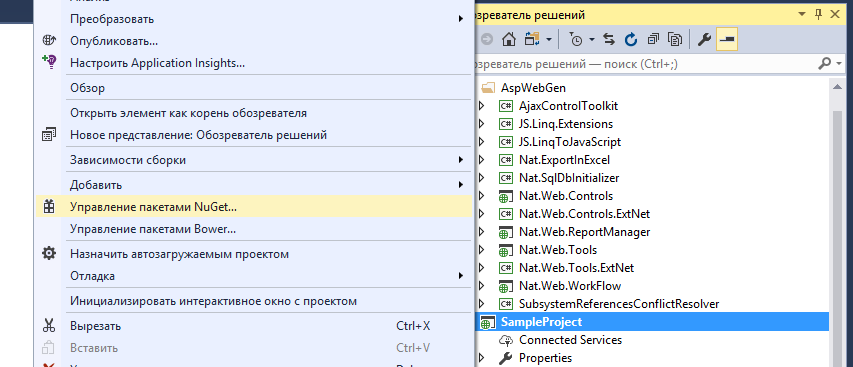 Преобразовать
Опубликовать...
Настроить Application Insights...
Обзор
Открыть элемент как корень обозревателя
Новое представление: Обозреватель решений
Зависимости сборки
Добавить
Управление пакетами NuGet...
Управление пакетами Bower...
Назначить автозагружаемым проектом
Отладка
Инициализировать интерактивное окно с проектом
Вырезать Ctrl+X
Вставить Ctrl+V
озреватель решений
озреватель решений — поиск (Ctrl+;)
AspWebGen
AjaxControlToolkit
JS.Linq.Extensions
JS.LinqToJavaScript
Nat.ExportInExcel
Nat.SqlDbInitializer
Nat.Web.Controls
Nat.Web.Controls.ExtNet
Nat.Web.ReportManager
Nat.Web.Tools
Nat.Web.Tools.ExtNet
Nat.Web.WorkFlow
SubsystemReferencesConflictResolver
SampleProject
Connected Services
Properties